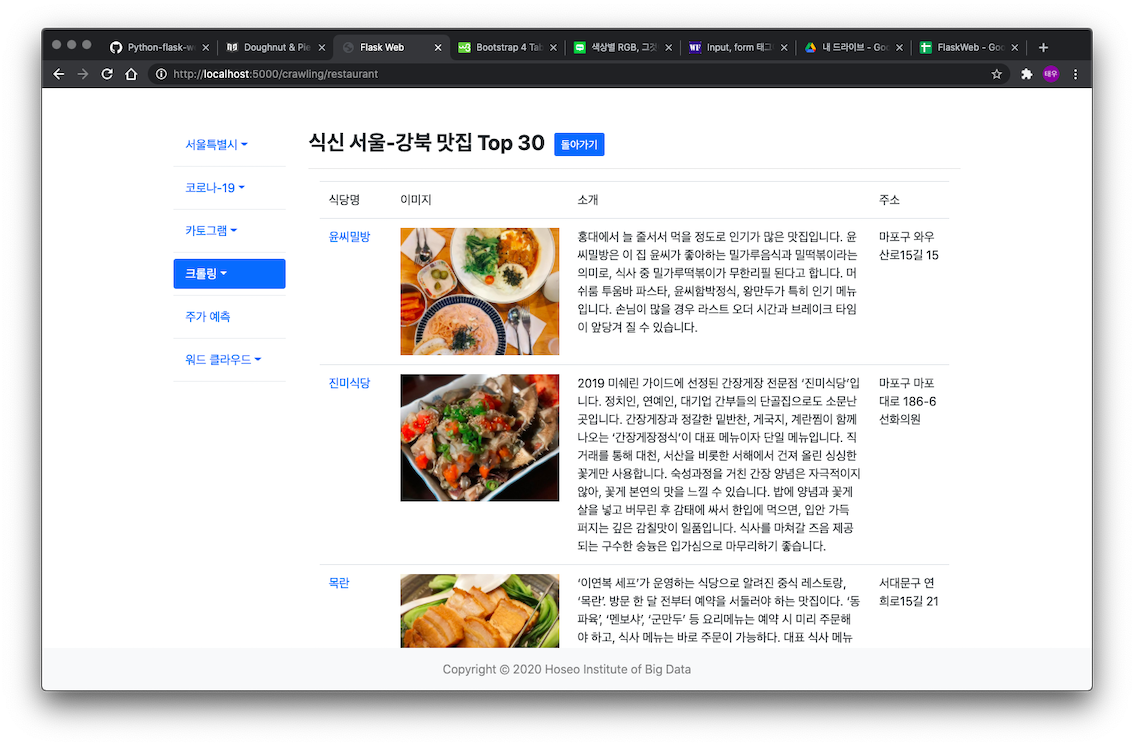 Python-flask-w
Doughnut & Pie
Flask Web
Bootstrap 4 Tab
색상별 RGB, 그것
Input, form 태그
내 드라이브 - Goo
FlaskWeb - Goo
http://localhost:5000/crawling/restaurant
태우
서울특별시
코로나-19
카토그램
크롤링
주가 예측
워드 클라우드
식신 서울-강북 맛집 Top 30 돌아가기
식당명 이미지 소개 주소
윤씨밀방
홍대에서 늘 줄서서 먹을 정도로 인기가 많은 맛집입니다. 윤
씨밀방은 이 집 윤씨가 좋아하는 밀가루음식과 밀떡볶이라는
의미로, 식사 중 밀가루떡볶이가 무한리필 된다고 합니다. 머
쉬룸 투움바 파스타, 윤씨함박정식, 왕만두가 특히 인기 메뉴
입니다. 손님이 많을 경우 라스트 오더 시간과 브레이크 타임
이 앞당겨 질 수 있습니다.
마포구 와우
산로15길 15
진미식당
2019 미쉐린 가이드에 선정된 간장게장 전문점 ‘진미식당’입
니다. 정치인, 연예인, 대기업 간부들의 단골집으로도 소문난
곳입니다. 간장게장과 정갈한 밑반찬, 게국지, 계란찜이 함께
나오는 ‘간장게장정식’이 대표 메뉴이자 단일 메뉴입니다. 직
거래를 통해 대천, 서산을 비롯한 서해에서 건져 올린 싱싱한
꽃게만 사용합니다. 숙성과정을 거친 간장 양념은 자극적이지
않아, 꽃게 본연의 맛을 느낄 수 있습니다. 밥에 양념과 꽃게
살을 넣고 버무린 후 감태에 싸서 한입에 먹으면, 입안 가득
퍼지는 깊은 감칠맛이 일품입니다. 식사를 마쳐갈 즈음 제공
되는 구수한 숭늉은 입가심으로 마무리하기 좋습니다.
마포구 마포
대로 186-6
선화의원
목란
‘이연복 셰프’가 운영하는 식당으로 알려진 중식 레스토랑,
‘목란’. 방문 한 달 전부터 예약을 서둘러야 하는 맛집이다. ‘동
파육’, ‘멘보샤’, ‘군만두’ 등 요리메뉴는 예약 시 미리 주문해
야 하고, 식사 메뉴는 바로 주문이 가능하다. 대표 식사 메뉴
서대문구 연
희로15길 21
Copyright © 2020 Hoseo Institute of Big Data